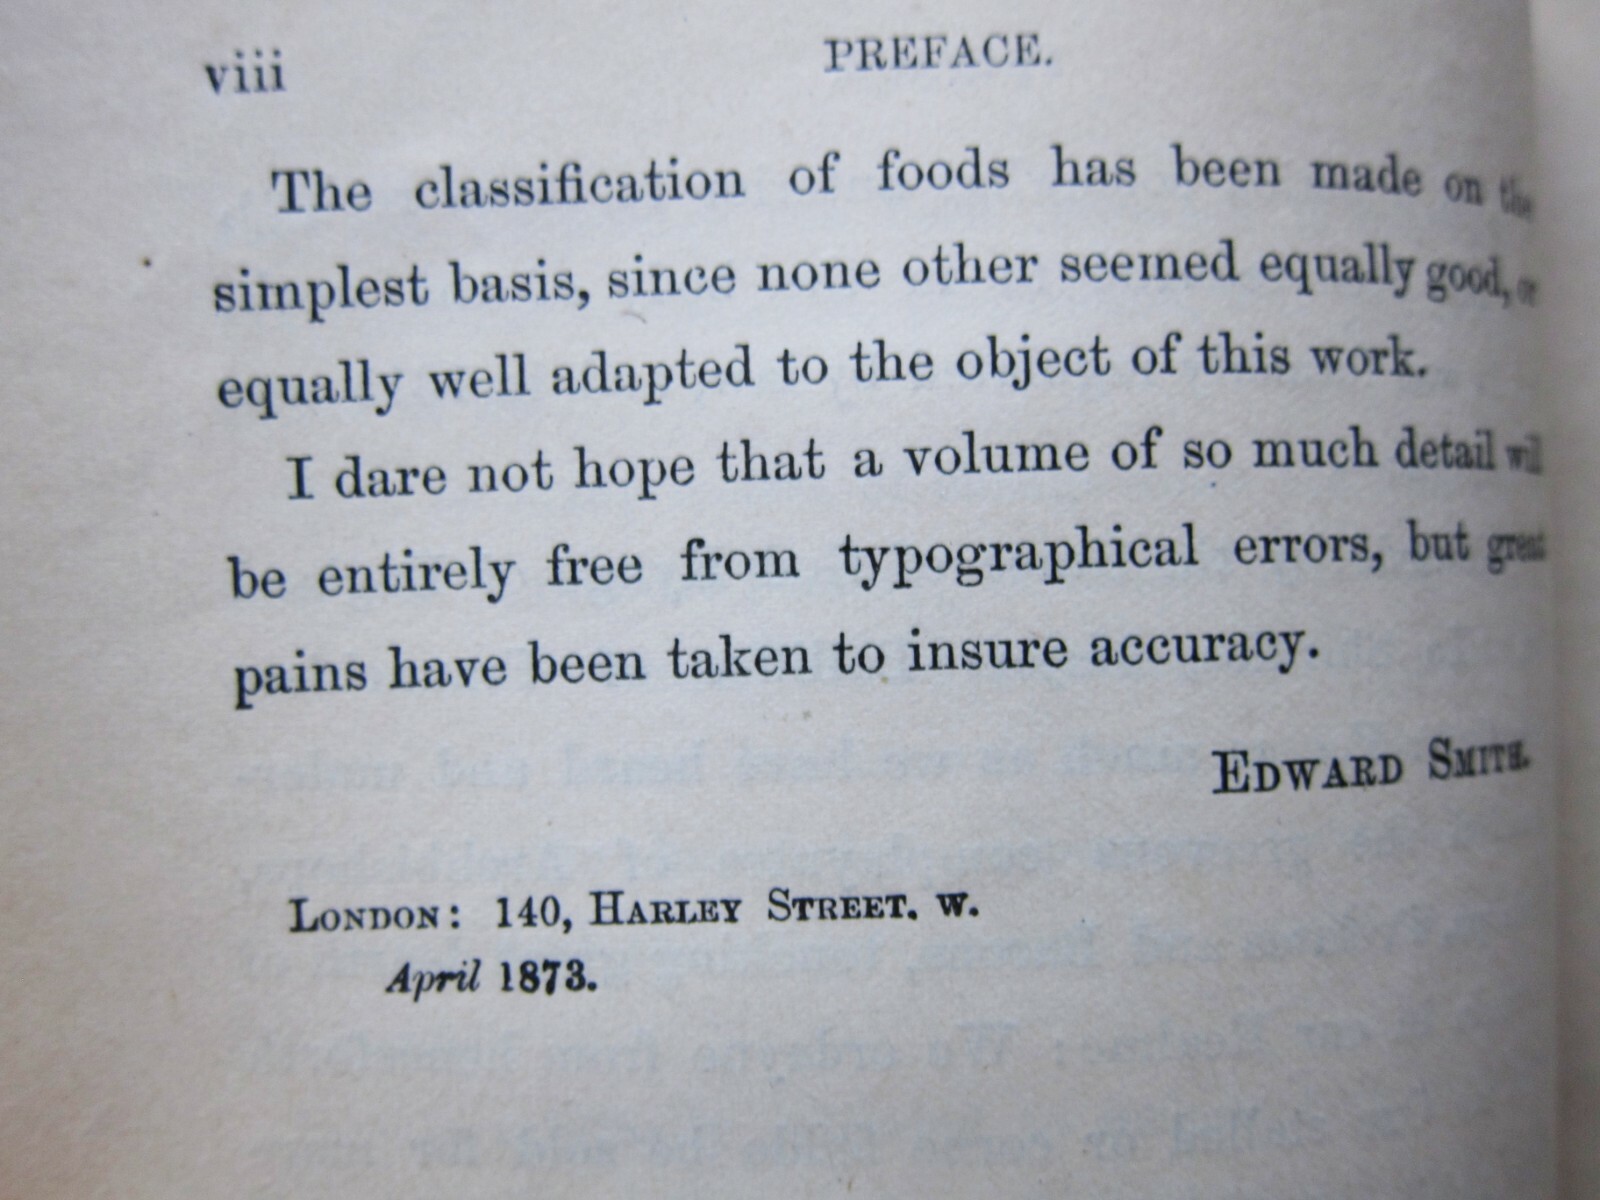 viii PREFACE.
The classification of foods has been made on the
simplest basis, since none other seemed equally good, or
equally well adapted to the object of this work.
I dare not hope that a volume of so much detail will
be entirely free from typographical errors, but great
pains have been taken to insure accuracy.
EDWARD SMITH.
LONDON: 140, HARLEY STREET. W.
April 1873.